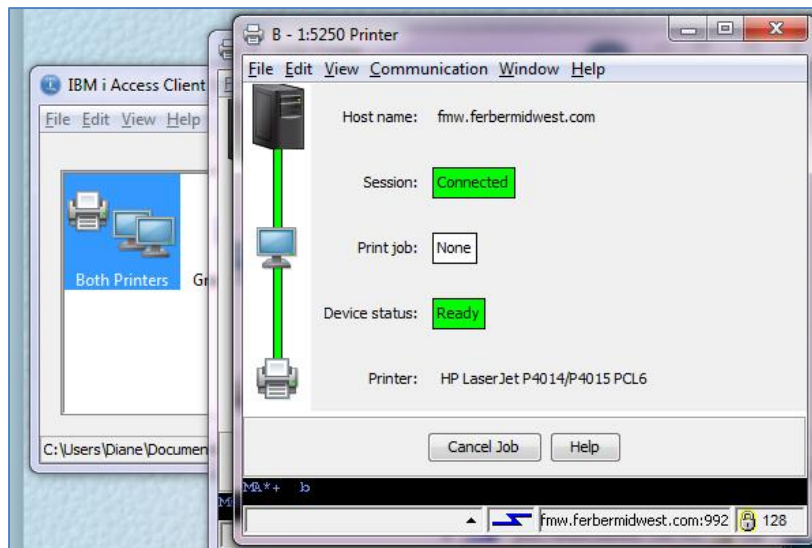 B - 1:5250 Printer
File Edit View Communication Window Help
Host name: fmw.ferbermidwest.com
Session: Connected
Print job: None
Device status: Ready
Printer: HP LaserJet P4014/P4015 PCL6
Cancel Job Help
MA*+ b
fmw.ferbermidwest.com:992 128
IBM i Access Client
File Edit View Help
Both Printers
C:\Users\Diane\Documen